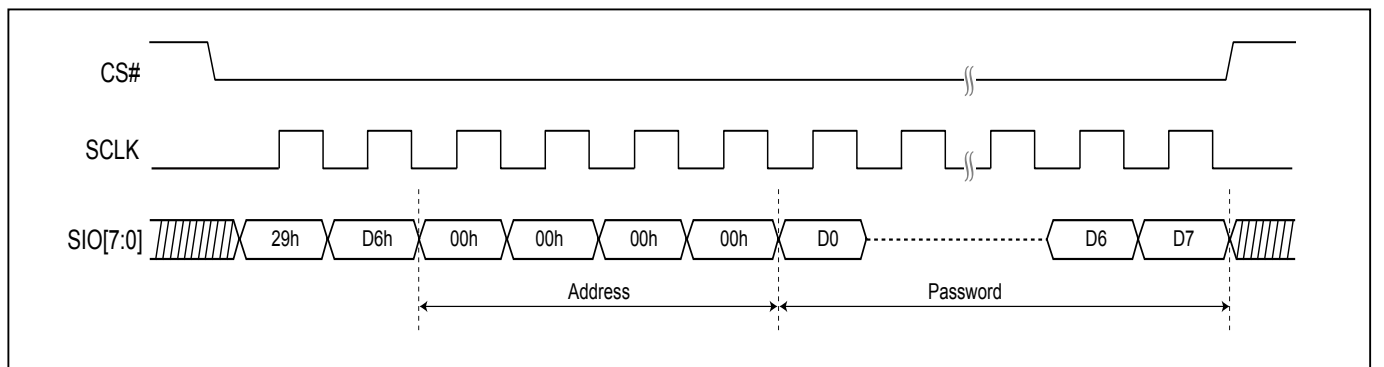 CS#
SCLK
SIO[7:0] 29h D6h 00h 00h 00h 00h D0 D6 D7
Address Password